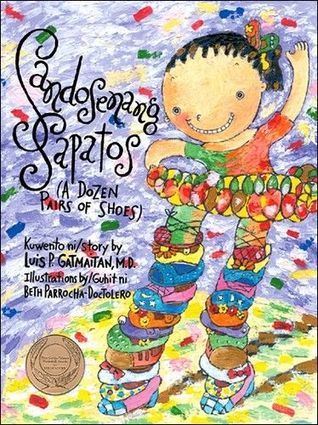 Sandosenang
Sapatos
(A DOZEN
PAIRS OF SHOES)
Kuwento ni/story by
LUIS P. GATMAITAN, M.D.
Illustrations by/Guhit ni
BETH PARROCHA-DOCTOLERO